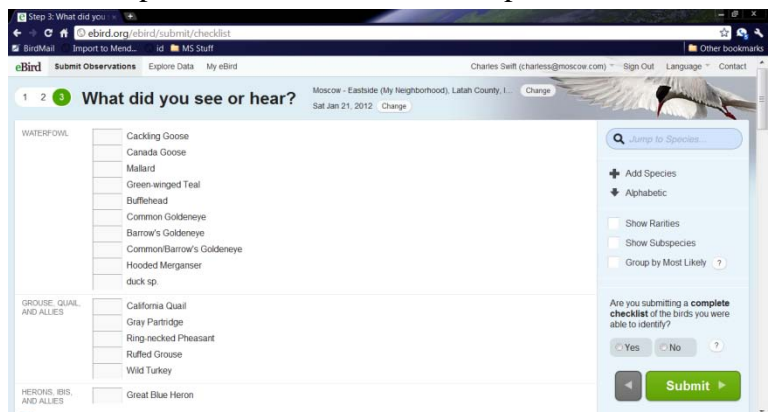 Step 3: What did you
ebird.org/ebird/submit/checklist
BirdMail Import to Mend... id MS Stuff Other bookmarks
eBird Submit Observations Explore Data My eBird Charles Swift (charless@moscow.com) Sign Out Language Contact
1 2 3 What did you see or hear? Moscow - Eastside (My Neighborhood), Latah County, I... Change
Sat Jan 21, 2012 Change
WATERFOWL
Cackling Goose
Canada Goose
Mallard
Green-winged Teal
Bufflehead
Common Goldeneye
Barrow's Goldeneye
Common/Barrow's Goldeneye
Hooded Merganser
duck sp.
GROUSE, QUAIL, AND ALLIES
California Quail
Gray Partridge
Ring-necked Pheasant
Ruffed Grouse
Wild Turkey
HERONS, IBIS, AND ALLIES
Great Blue Heron
Jump to Species...
Add Species
Alphabetic
Show Rarities
Show Subspecies
Group by Most Likely ?
Are you submitting a complete
checklist of the birds you were
able to identify?
Yes No ?
Submit